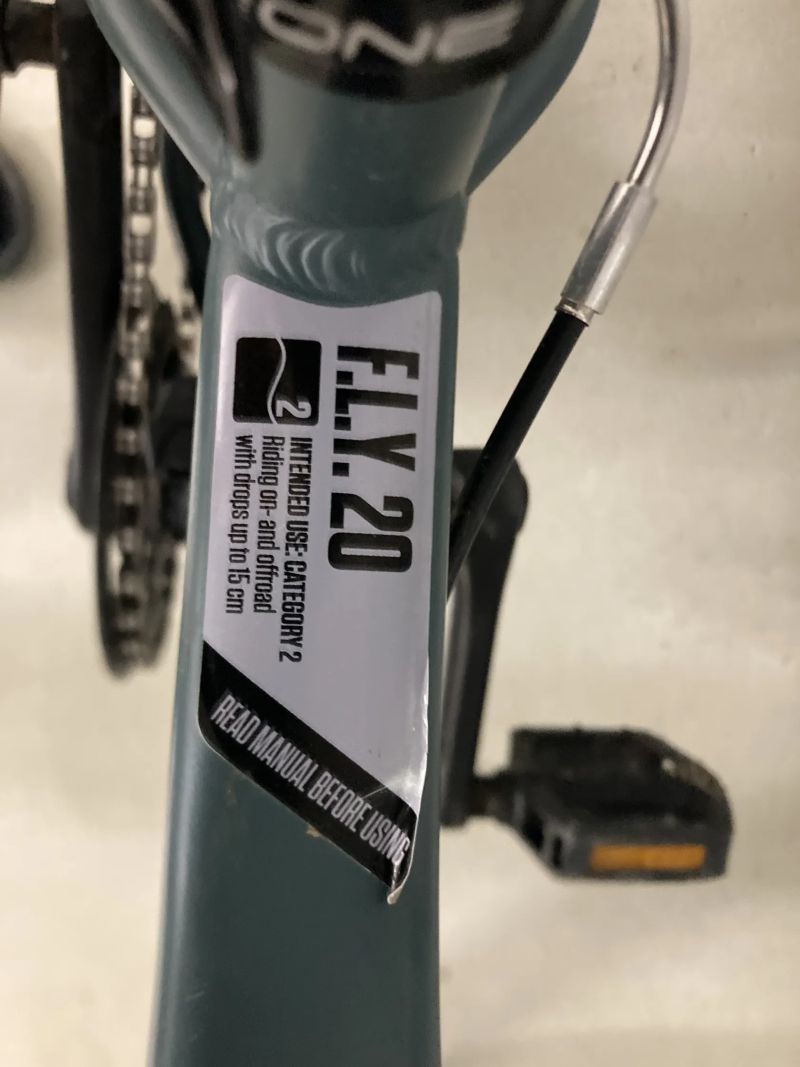 ONE
F.L.Y. 20
2
INTENDED USE: CATEGORY 2
Riding on- and offroad
with drops up to 15 cm
READ MANUAL BEFORE USING